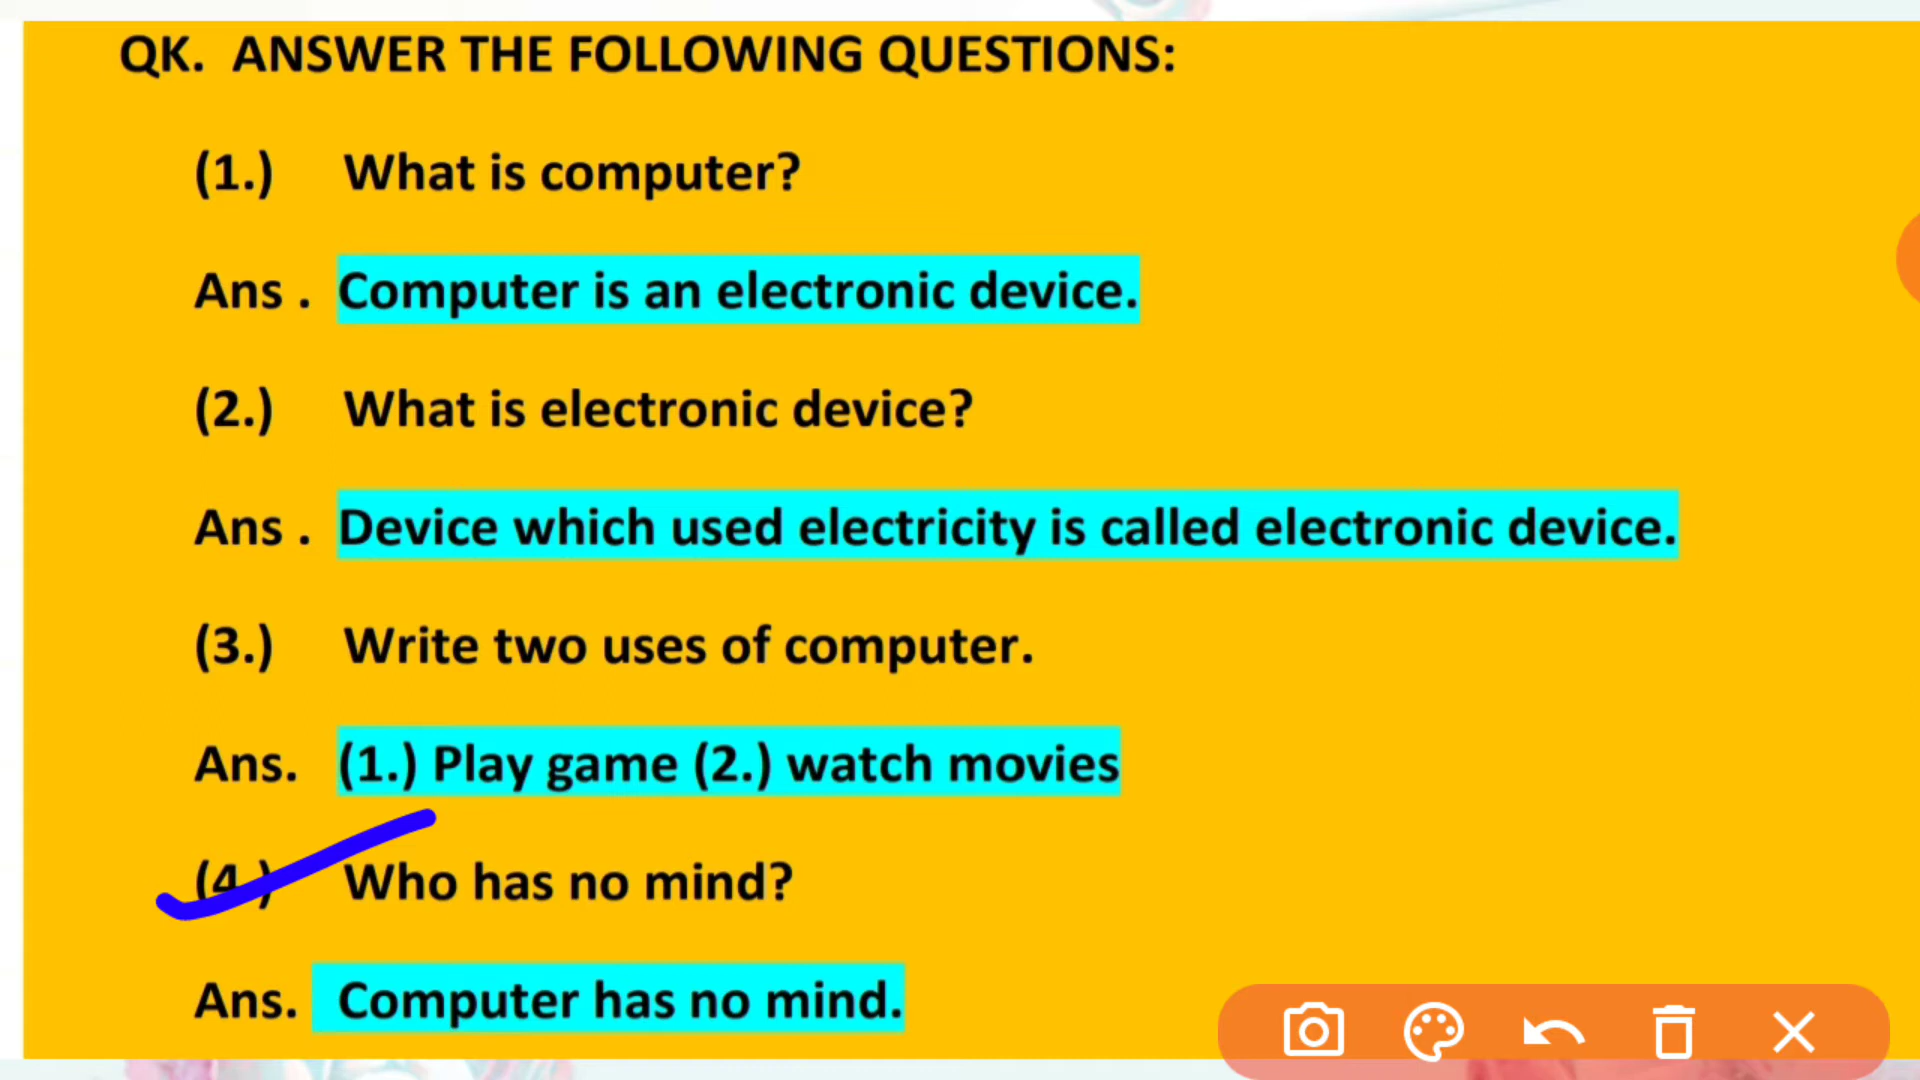 QK. ANSWER THE FOLLOWING QUESTIONS:
(1.) What is computer?
Ans . Computer is an electronic device.
(2.) What is electronic device?
Ans . Device which used electricity is called electronic device.
(3.) Write two uses of computer.
Ans. (1.) Play game (2.) watch movies
(4.) Who has no mind?
Ans. Computer has no mind.